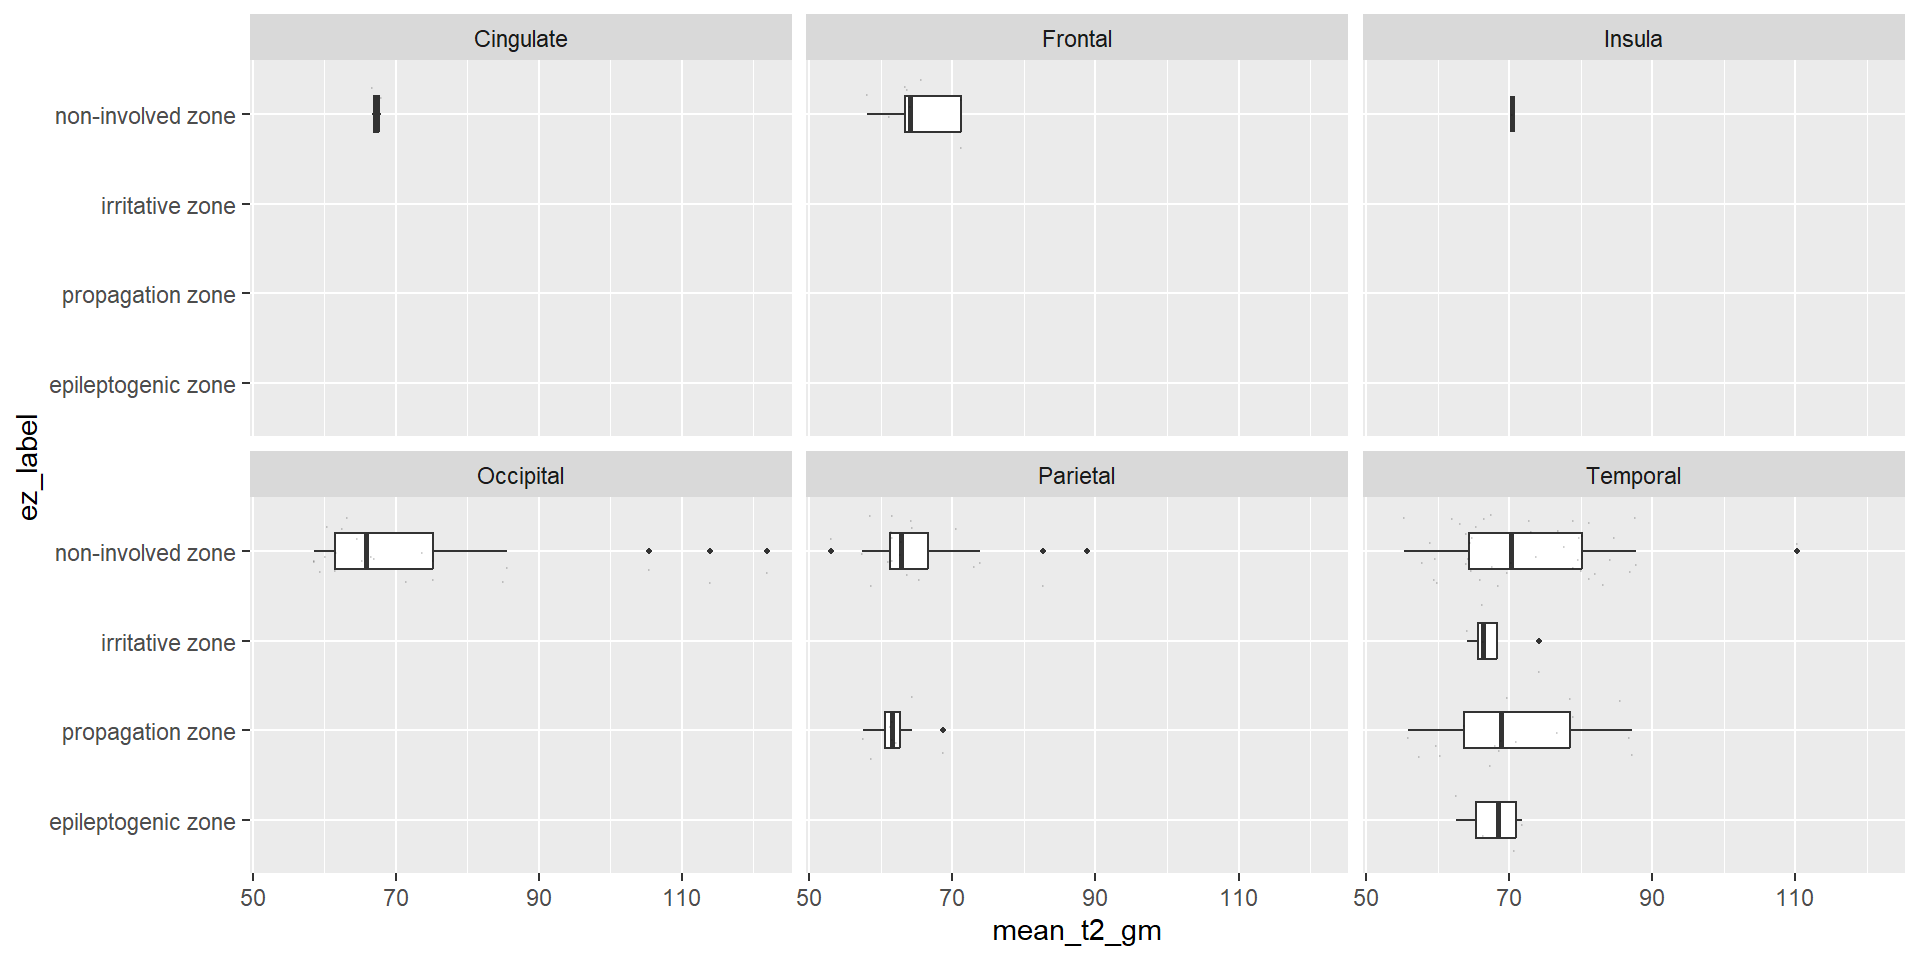 Cingulate Frontal Insula
non-involved zone
irritative zone
propagation zone
epileptogenic zone
ez_label
Occipital Parietal Temporal
non-involved zone
irritative zone
propagation zone
epileptogenic zone
50 70 90 110 50 70 90 110 50 70 90 110
mean_t2_gm